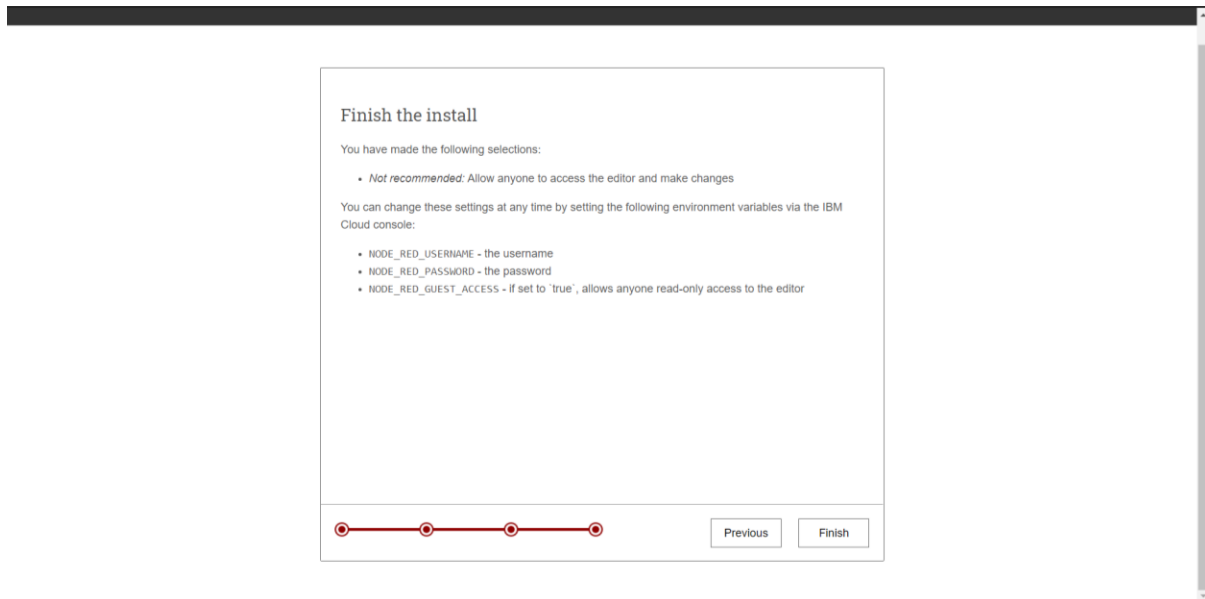 Finish the install
You have made the following selections:
• Not recommended: Allow anyone to access the editor and make changes
You can change these settings at any time by setting the following environment variables via the IBM
Cloud console:
• NODE_RED_USERNAME - the username
• NODE_RED_PASSWORD - the password
• NODE_RED_GUEST_ACCESS - if set to `true`, allows anyone read-only access to the editor
Previous Finish